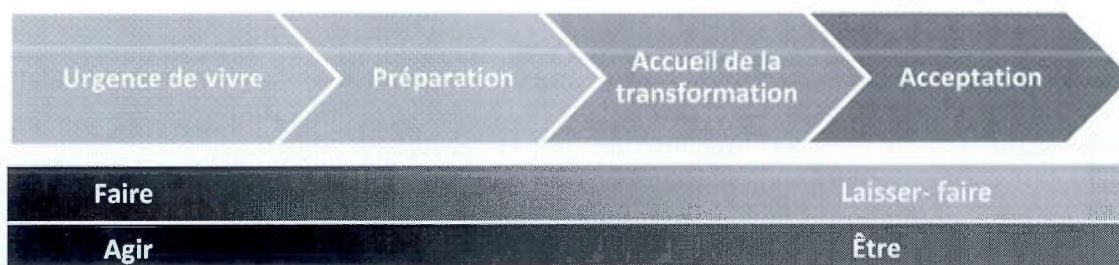 Urgence de vivre
Préparation
Accueil de la
transformation
Acceptation
Faire
Laisser- faire
Agir
Être